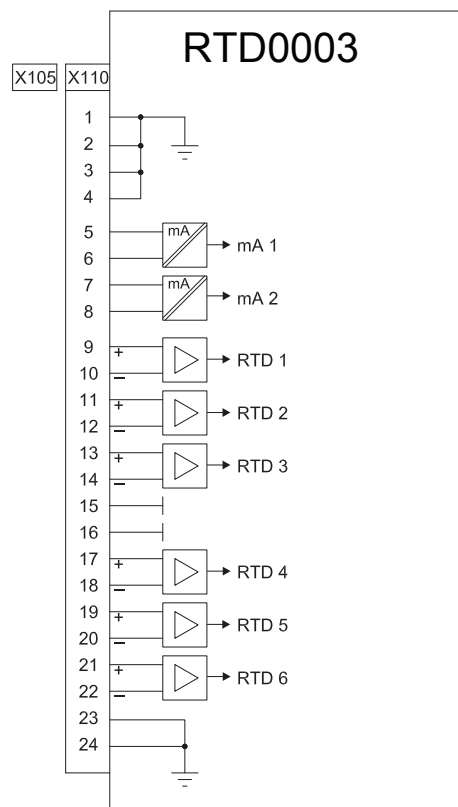 RTD0003
X105 X110
1
2
3
4
5 mA
6 mA 1
7 mA
8 mA 2
9 +
RTD 1
10 −
11 +
RTD 2
12 −
13 +
RTD 3
14 −
15
16
17 +
RTD 4
18 −
19 +
RTD 5
20 −
21 +
RTD 6
22 −
23
24